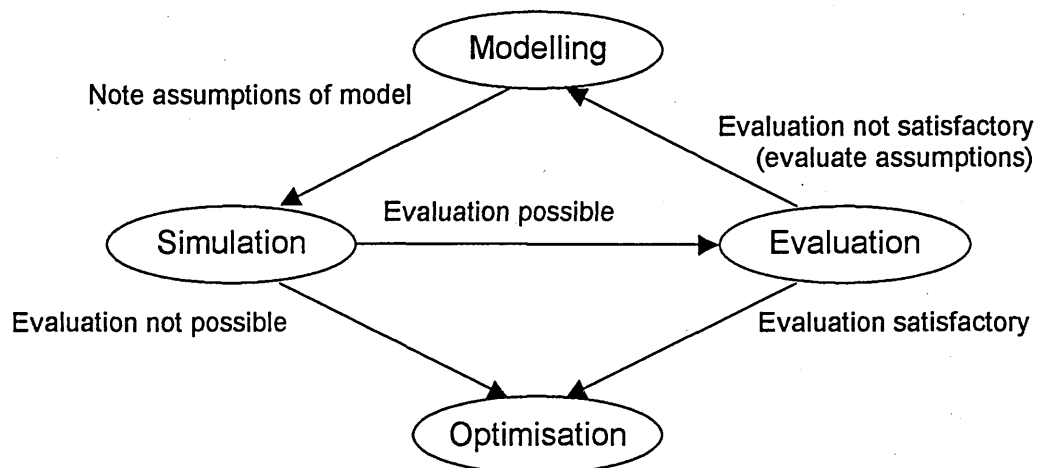 Modelling
Note assumptions of model
Evaluation not satisfactory
(evaluate assumptions)
Evaluation possible
Simulation
Evaluation
Evaluation not possible
Evaluation satisfactory
Optimisation